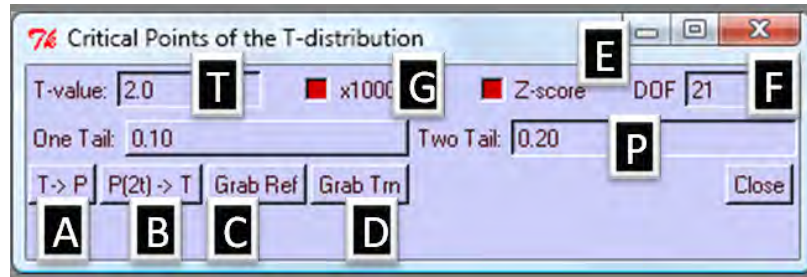 7% Critical Points of the T-distribution
T-value: 2.0 T x1000 G Z-score E DOF 21 F
One Tail: 0.10 Two Tail: 0.20 P
T-> P P(2t) -> T Grab Ref Grab Trn Close
A B C D